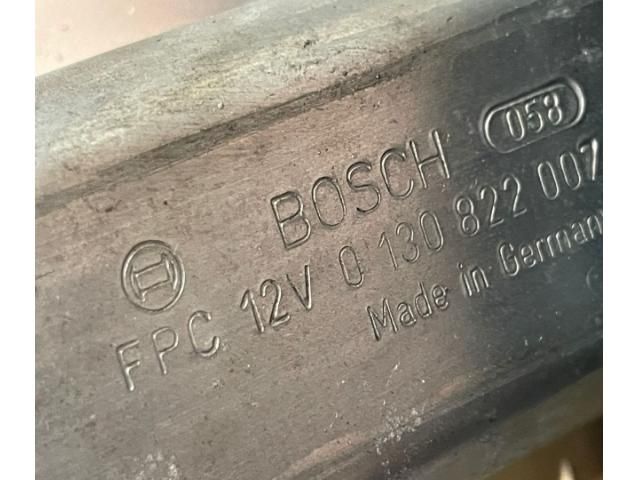 058
BOSCH
FPC 12V 0 130 822 007
Made in Germany